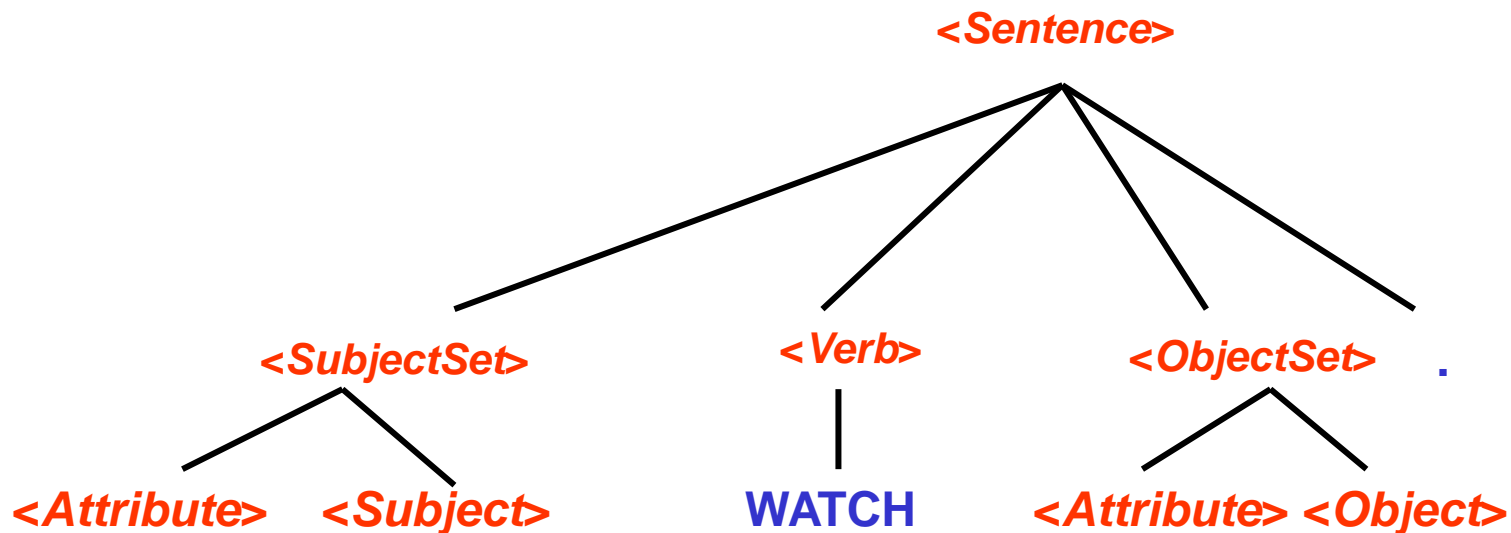 <Sentence>
<SubjectSet> <Verb> <ObjectSet> .
<Attribute> <Subject> WATCH <Attribute> <Object>